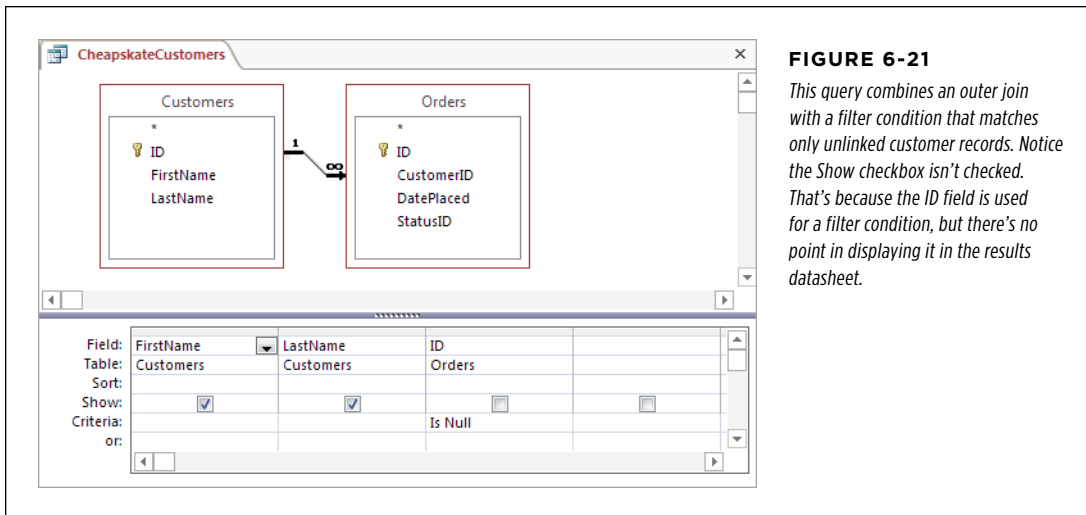 CheapskateCustomers
Customers
*
ID
FirstName
LastName
1
∞
Orders
*
ID
CustomerID
DatePlaced
StatusID
Field: FirstName LastName ID
Table: Customers Customers Orders
Sort:
Show:
Criteria: Is Null
or:
FIGURE 6-21
This query combines an outer join
with a filter condition that matches
only unlinked customer records. Notice
the Show checkbox isn’t checked.
That’s because the ID field is used
for a filter condition, but there’s no
point in displaying it in the results
datasheet.